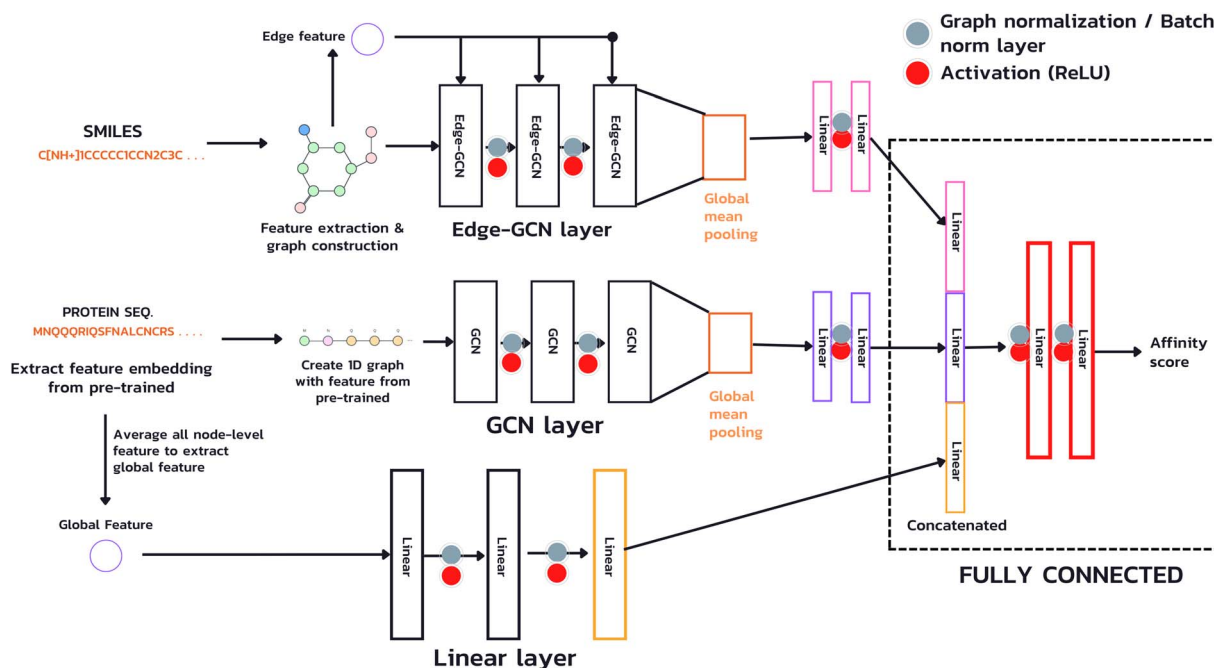 Edge feature
Graph normalization / Batch
norm layer
Activation (ReLU)
SMILES
C[NH+]1CCCCC1CCN2C3C . . .
Feature extraction &
graph construction
Edge-GCN
Edge-GCN
Edge-GCN
Edge-GCN layer
Global
mean
pooling
Linear
Linear
Linear
PROTEIN SEQ.
MNQQQRIQSFNALCNCRS . . . .
Extract feature embedding
from pre-trained
Create 1D graph
with feature from
pre-trained
GCN
GCN
GCN
GCN layer
Global
mean
pooling
Linear
Linear
Linear
Linear
Linear
Affinity
score
Average all node-level
feature to extract
global feature
Global Feature
Linear
Linear
Linear
Linear layer
Linear
Concatenated
FULLY CONNECTED